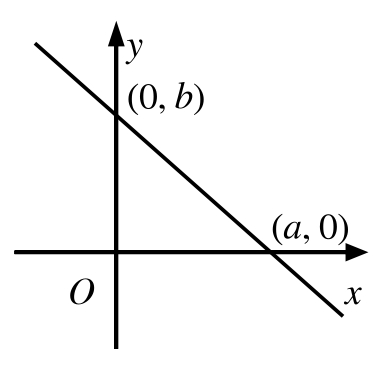 y
(0, b)
(a, 0)
O
x